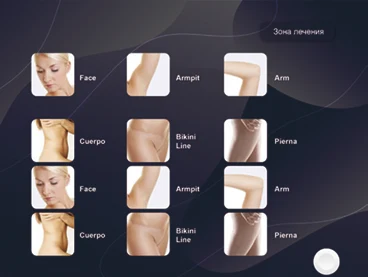 Зона лечения
Face
Armpit
Arm
Cuerpo
Bikini
Line
Pierna
Face
Armpit
Arm
Cuerpo
Bikini
Line
Pierna